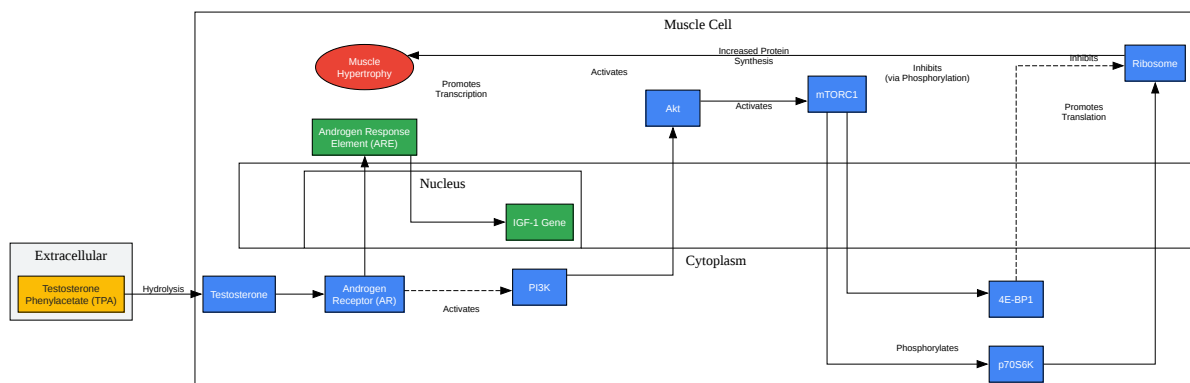 Muscle Cell
Muscle
Hypertrophy
Increased Protein
Synthesis
Inhibits
Ribosome
Activates
Inhibits
(via Phosphorylation)
Promotes
Transcription
Akt
Activates
mTORC1
Promotes
Translation
Androgen Response
Element (ARE)
Nucleus
IGF-1 Gene
Extracellular
Cytoplasm
Testosterone
Phenylacetate (TPA)
Hydrolysis
Testosterone
Androgen
Receptor (AR)
Activates
PI3K
4E-BP1
Phosphorylates
p70S6K